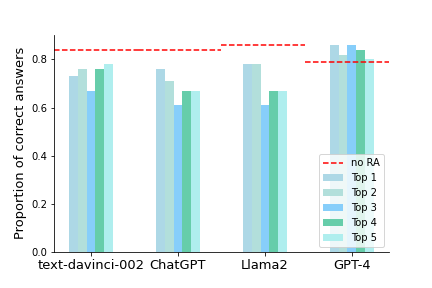 Proportion of correct answers
0.8
0.6
0.4
0.2
0.0
no RA
Top 1
Top 2
Top 3
Top 4
Top 5
text-davinci-002 ChatGPT Llama2 GPT-4